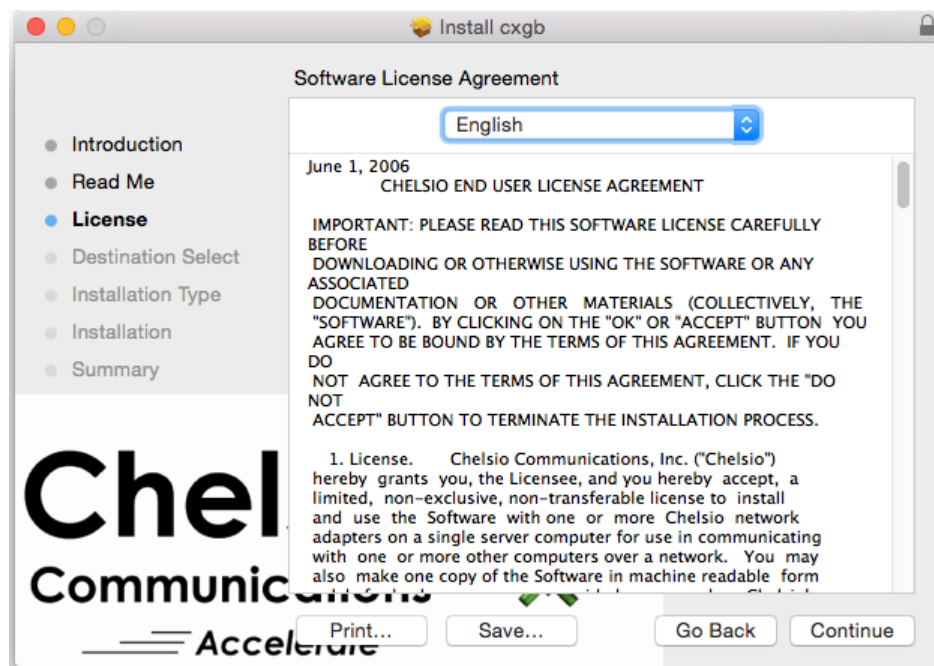 Install cxgb
Software License Agreement
English
Introduction
Read Me
License
Destination Select
Installation Type
Installation
Summary
June 1, 2006
CHELSIO END USER LICENSE AGREEMENT
IMPORTANT: PLEASE READ THIS SOFTWARE LICENSE CAREFULLY
BEFORE
DOWNLOADING OR OTHERWISE USING THE SOFTWARE OR ANY
ASSOCIATED
DOCUMENTATION OR OTHER MATERIALS (COLLECTIVELY, THE
"SOFTWARE"). BY CLICKING ON THE "OK" OR "ACCEPT" BUTTON YOU
AGREE TO BE BOUND BY THE TERMS OF THIS AGREEMENT. IF YOU
DO
NOT AGREE TO THE TERMS OF THIS AGREEMENT, CLICK THE "DO
NOT
ACCEPT" BUTTON TO TERMINATE THE INSTALLATION PROCESS.
1. License. Chelsio Communications, Inc. ("Chelsio")
hereby grants you, the Licensee, and you hereby accept, a
limited, non-exclusive, non-transferable license to install
and use the Software with one or more Chelsio network
adapters on a single server computer for use in communicating
with one or more other computers over a network. You may
also make one copy of the Software in machine readable form
Chel
Communications
Accelerate
Print...
Save...
Go Back
Continue